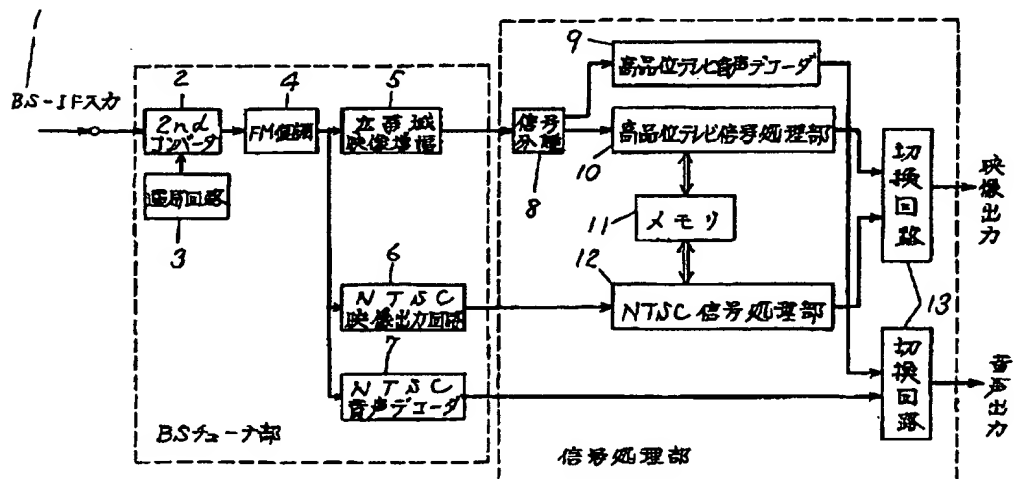 1
BS-IF入力
2
2nd
コンバータ
3
選局回路
4
FM復調
5
広帯域
映像増幅
6
NTSC
映像出力回路
7
NTSC
音声デコーダ
BSチューナ部
8
信号
分離
9
高品位テレビ音声デコーダ
10
高品位テレビ信号処理部
11
メモリ
12
NTSC信号処理部
切換回路
13
切換回路
映像出力
音声出力
信号処理部